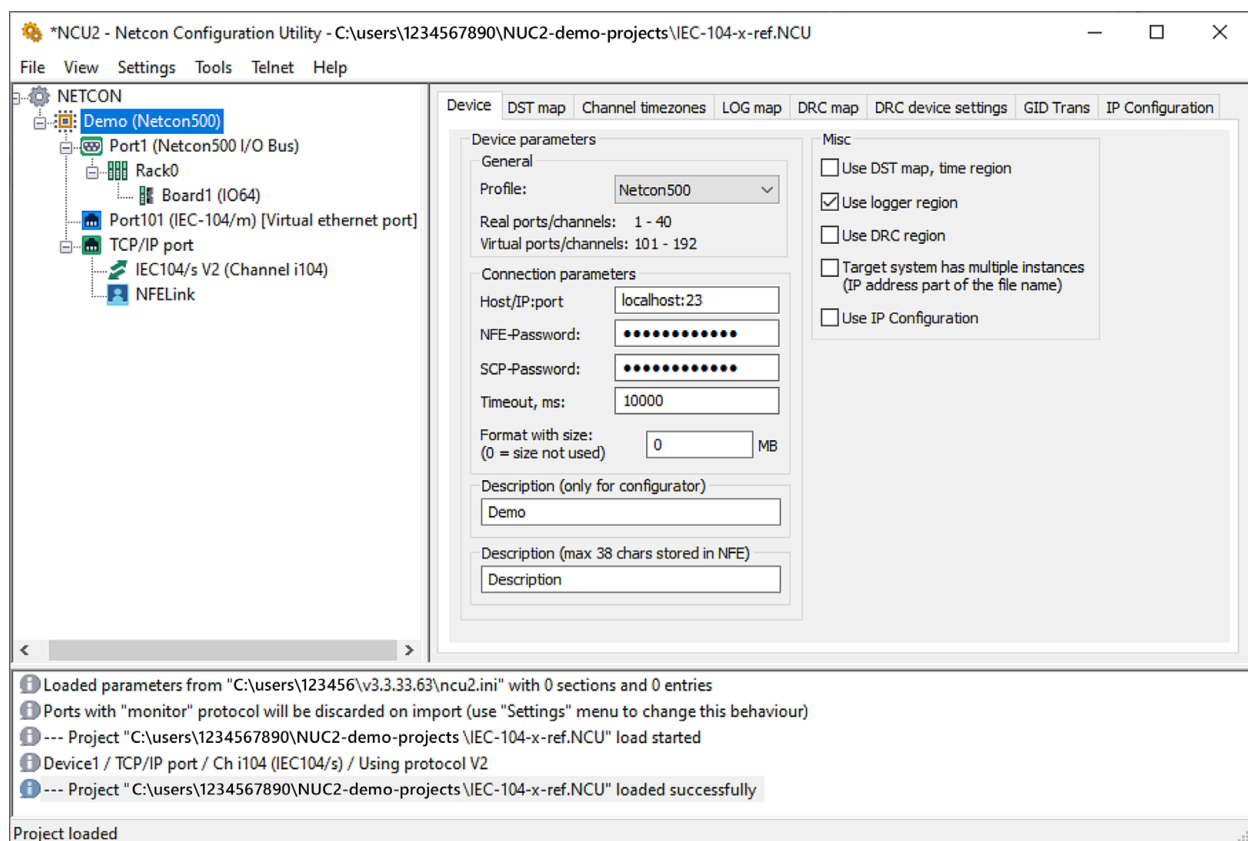 *NCU2 - Netcon Configuration Utility - C:\users\1234567890\NUC2-demo-projects\IEC-104-x-ref.NCU
File View Settings Tools Telnet Help
NETCON
Demo (Netcon500)
Port1 (Netcon500 I/O Bus)
Rack0
Board1 (IO64)
Port101 (IEC-104/m) [Virtual ethernet port]
TCP/IP port
IEC104/s V2 (Channel i104)
NFELink
Device DST map Channel timezones LOG map DRC map DRC device settings GID Trans IP Configuration
Device parameters
General
Profile: Netcon500
Real ports/channels: 1 - 40
Virtual ports/channels: 101 - 192
Connection parameters
Host/IP:port localhost:23
NFE-Password: ●●●●●●●●●●●●
SCP-Password: ●●●●●●●●●●●●
Timeout, ms: 10000
Format with size:
(0 = size not used) 0 MB
Description (only for configurator)
Demo
Description (max 38 chars stored in NFE)
Description
Misc
Use DST map, time region
Use logger region
Use DRC region
Target system has multiple instances
(IP address part of the file name)
Use IP Configuration
Loaded parameters from "C:\users\123456\v3.3.33.63\ncu2.ini" with 0 sections and 0 entries
Ports with "monitor" protocol will be discarded on import (use "Settings" menu to change this behaviour)
--- Project "C:\users\1234567890\NUC2-demo-projects \IEC-104-x-ref.NCU" load started
Device1 / TCP/IP port / Ch i104 (IEC104/s) / Using protocol V2
--- Project "C:\users\1234567890\NUC2-demo-projects \IEC-104-x-ref.NCU" loaded successfully
Project loaded